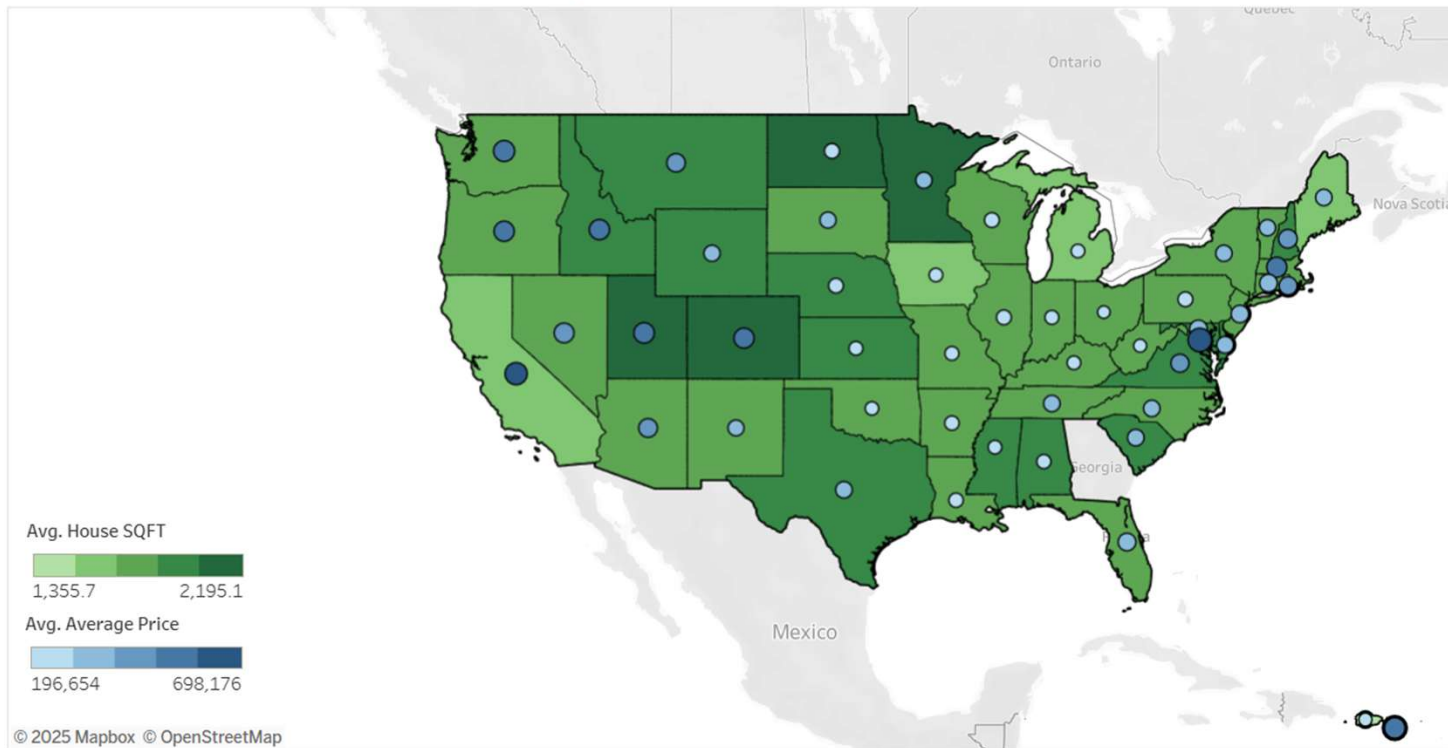 Quebec
Ontario
Nova Scotia
Georgia
Mexico
Avg. House SQFT
1,355.7 2,195.1
Avg. Average Price
196,654 698,176
© 2025 Mapbox © OpenStreetMap